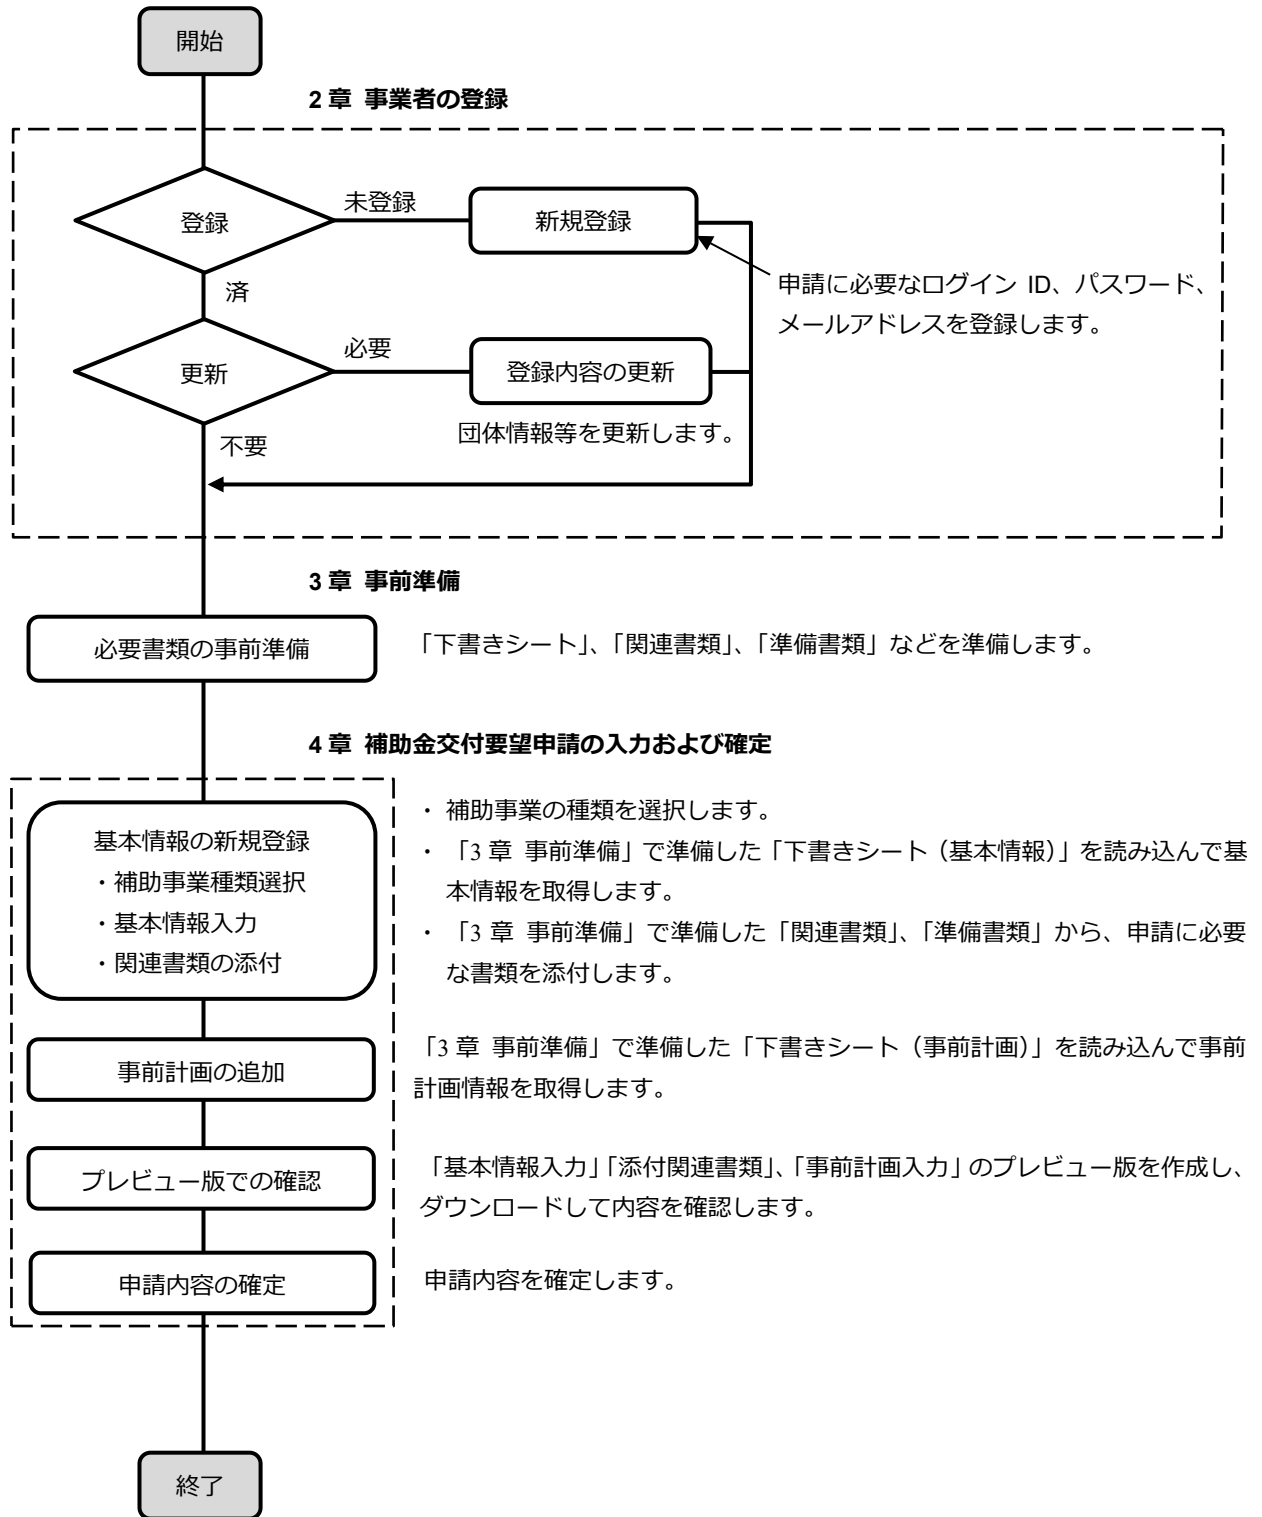 開始
2 章 事業者の登録
登録
未登録
新規登録
済
申請に必要なログイン ID、パスワード、
メールアドレスを登録します。
更新
必要
登録内容の更新
団体情報等を更新します。
不要
3 章 事前準備
必要書類の事前準備
「下書きシート」、「関連書類」、「準備書類」などを準備します。
4 章 補助金交付要望申請の入力および確定
基本情報の新規登録
・補助事業種類選択
・基本情報入力
・関連書類の添付
・ 補助事業の種類を選択します。
・ 「3 章 事前準備」で準備した「下書きシート（基本情報）」を読み込んで基
本情報を取得します。
・ 「3 章 事前準備」で準備した「関連書類」、「準備書類」から、申請に必要
な書類を添付します。
事前計画の追加
「3 章 事前準備」で準備した「下書きシート（事前計画）」を読み込んで事前
計画情報を取得します。
プレビュー版での確認
「基本情報入力」「添付関連書類」、「事前計画入力」のプレビュー版を作成し、
ダウンロードして内容を確認します。
申請内容の確定
申請内容を確定します。
終了